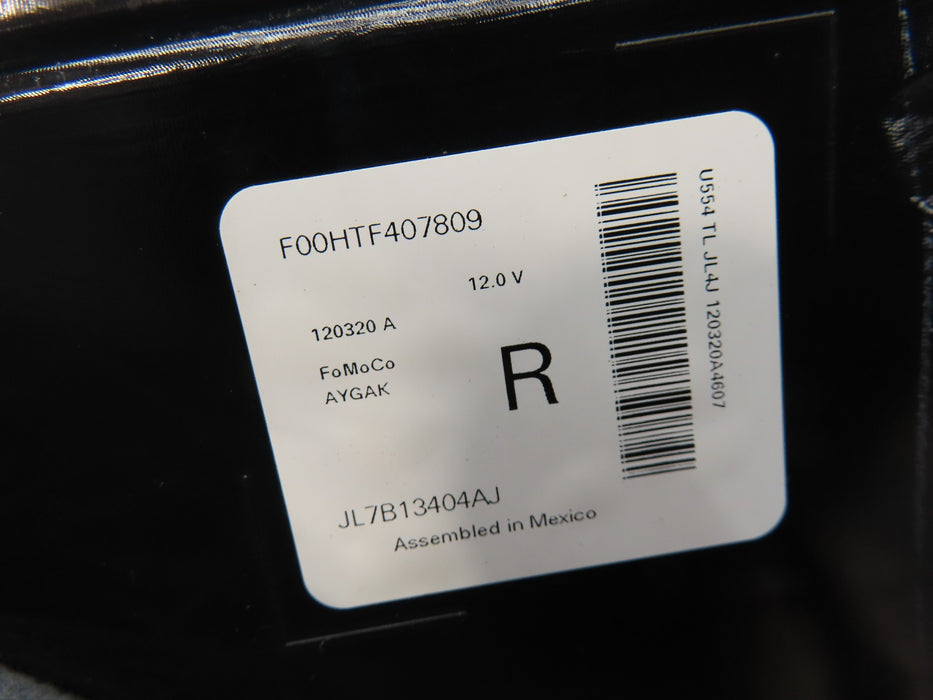 F00HTF407809
12.0 V
120320 A
FoMoCo
AYGAK
R
JL7B13404AJ
Assembled in Mexico
U554 TL JL4J 120320A4607